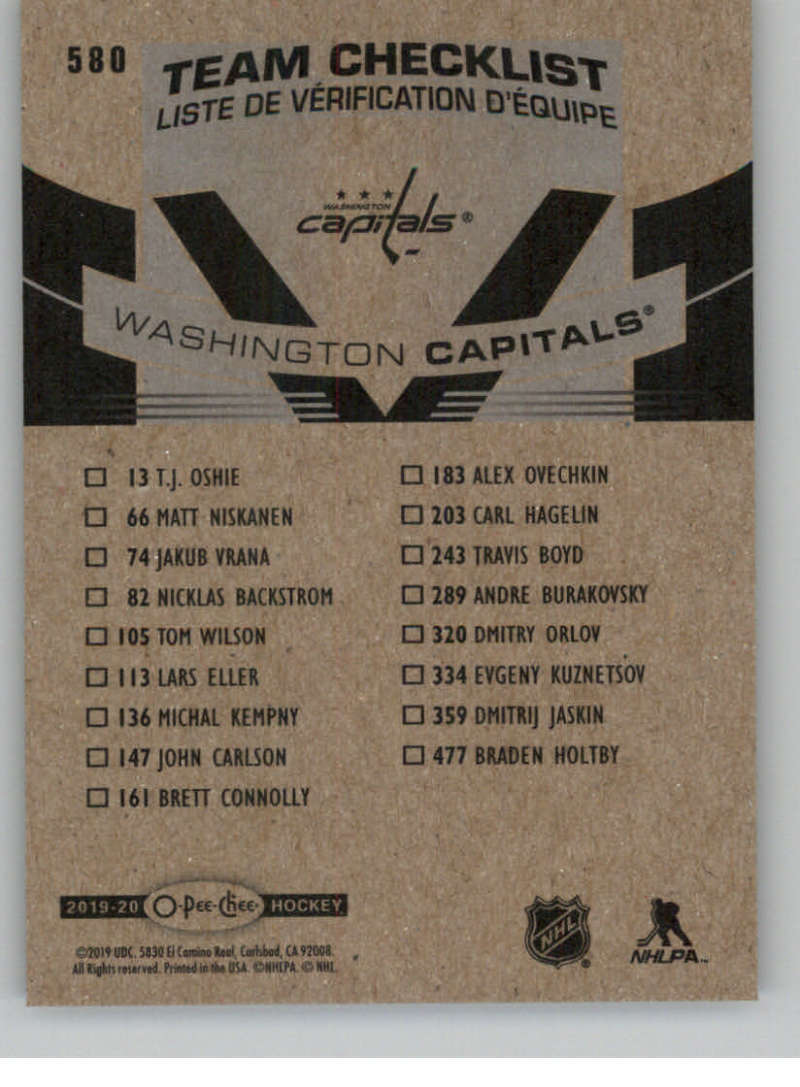 580
TEAM CHECKLIST
LISTE DE VÉRIFICATION D'ÉQUIPE
WASHINGTON
capitals®
WASHINGTON CAPITALS®
13 T.J. OSHIE
66 MATT NISKANEN
74 JAKUB VRANA
82 NICKLAS BACKSTROM
105 TOM WILSON
113 LARS ELLER
136 MICHAL KEMPNY
147 JOHN CARLSON
161 BRETT CONNOLLY
183 ALEX OVECHKIN
203 CARL HAGELIN
243 TRAVIS BOYD
289 ANDRE BURAKOVSKY
320 DMITRY ORLOV
334 EVGENY KUZNETSOV
359 DMITRIJ JASKIN
477 BRADEN HOLTBY
2019-20 O-Pee-Chee HOCKEY
©2019 UDC. 5830 El Camino Real, Carlsbad, CA 92008.
All Rights reserved. Printed in the USA. ©NHLPA. © NHL.
NHL®
NHLPA™